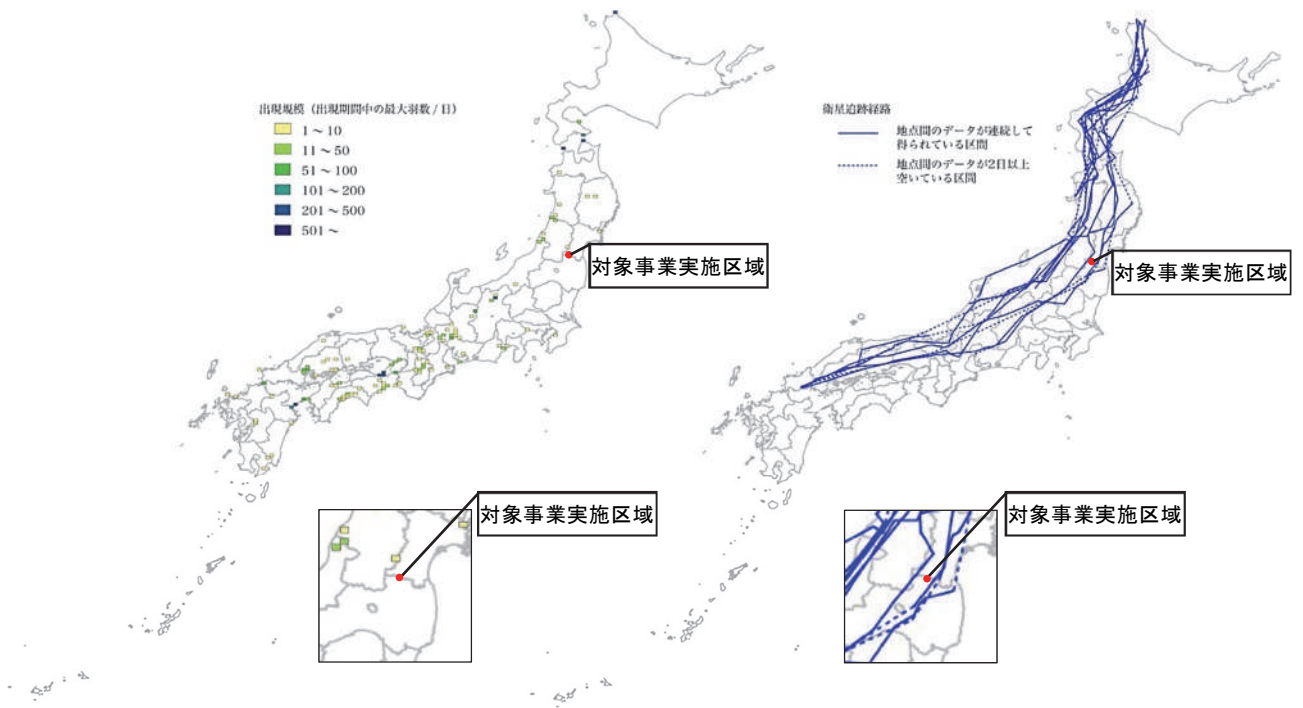 出現規模（出現期間中の最大羽数 / 日）
1～10
11～50
51～100
101～200
201～500
501～
対象事業実施区域
対象事業実施区域
衛星追跡経路
地点間のデータが連続して
得られている区間
地点間のデータが2日以上
空いている区間
対象事業実施区域
対象事業実施区域